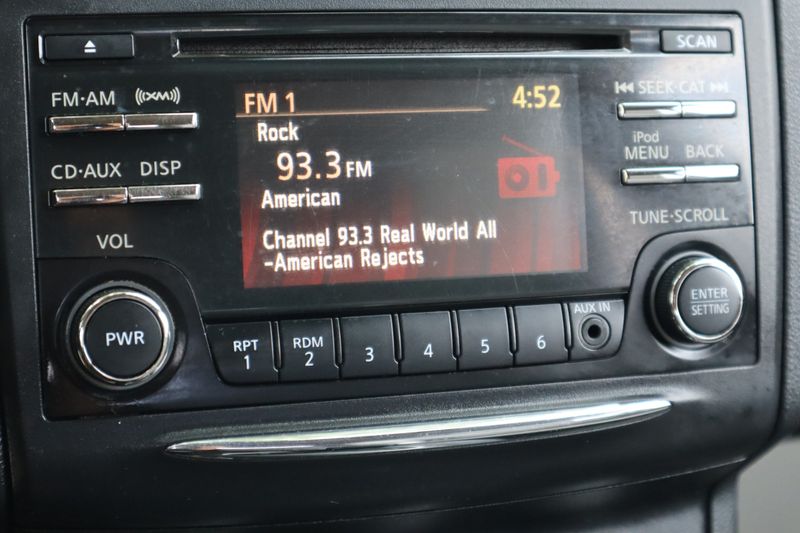 SCAN
FM·AM
((XM))
SEEK·CAT
FM 1
4:52
Rock
iPod
MENU
BACK
93.3 FM
CD·AUX
DISP
American
TUNE·SCROLL
VOL
Channel 93.3 Real World All
-American Rejects
ENTER
SETTING
PWR
RPT
1
RDM
2
3
4
5
6
AUX IN